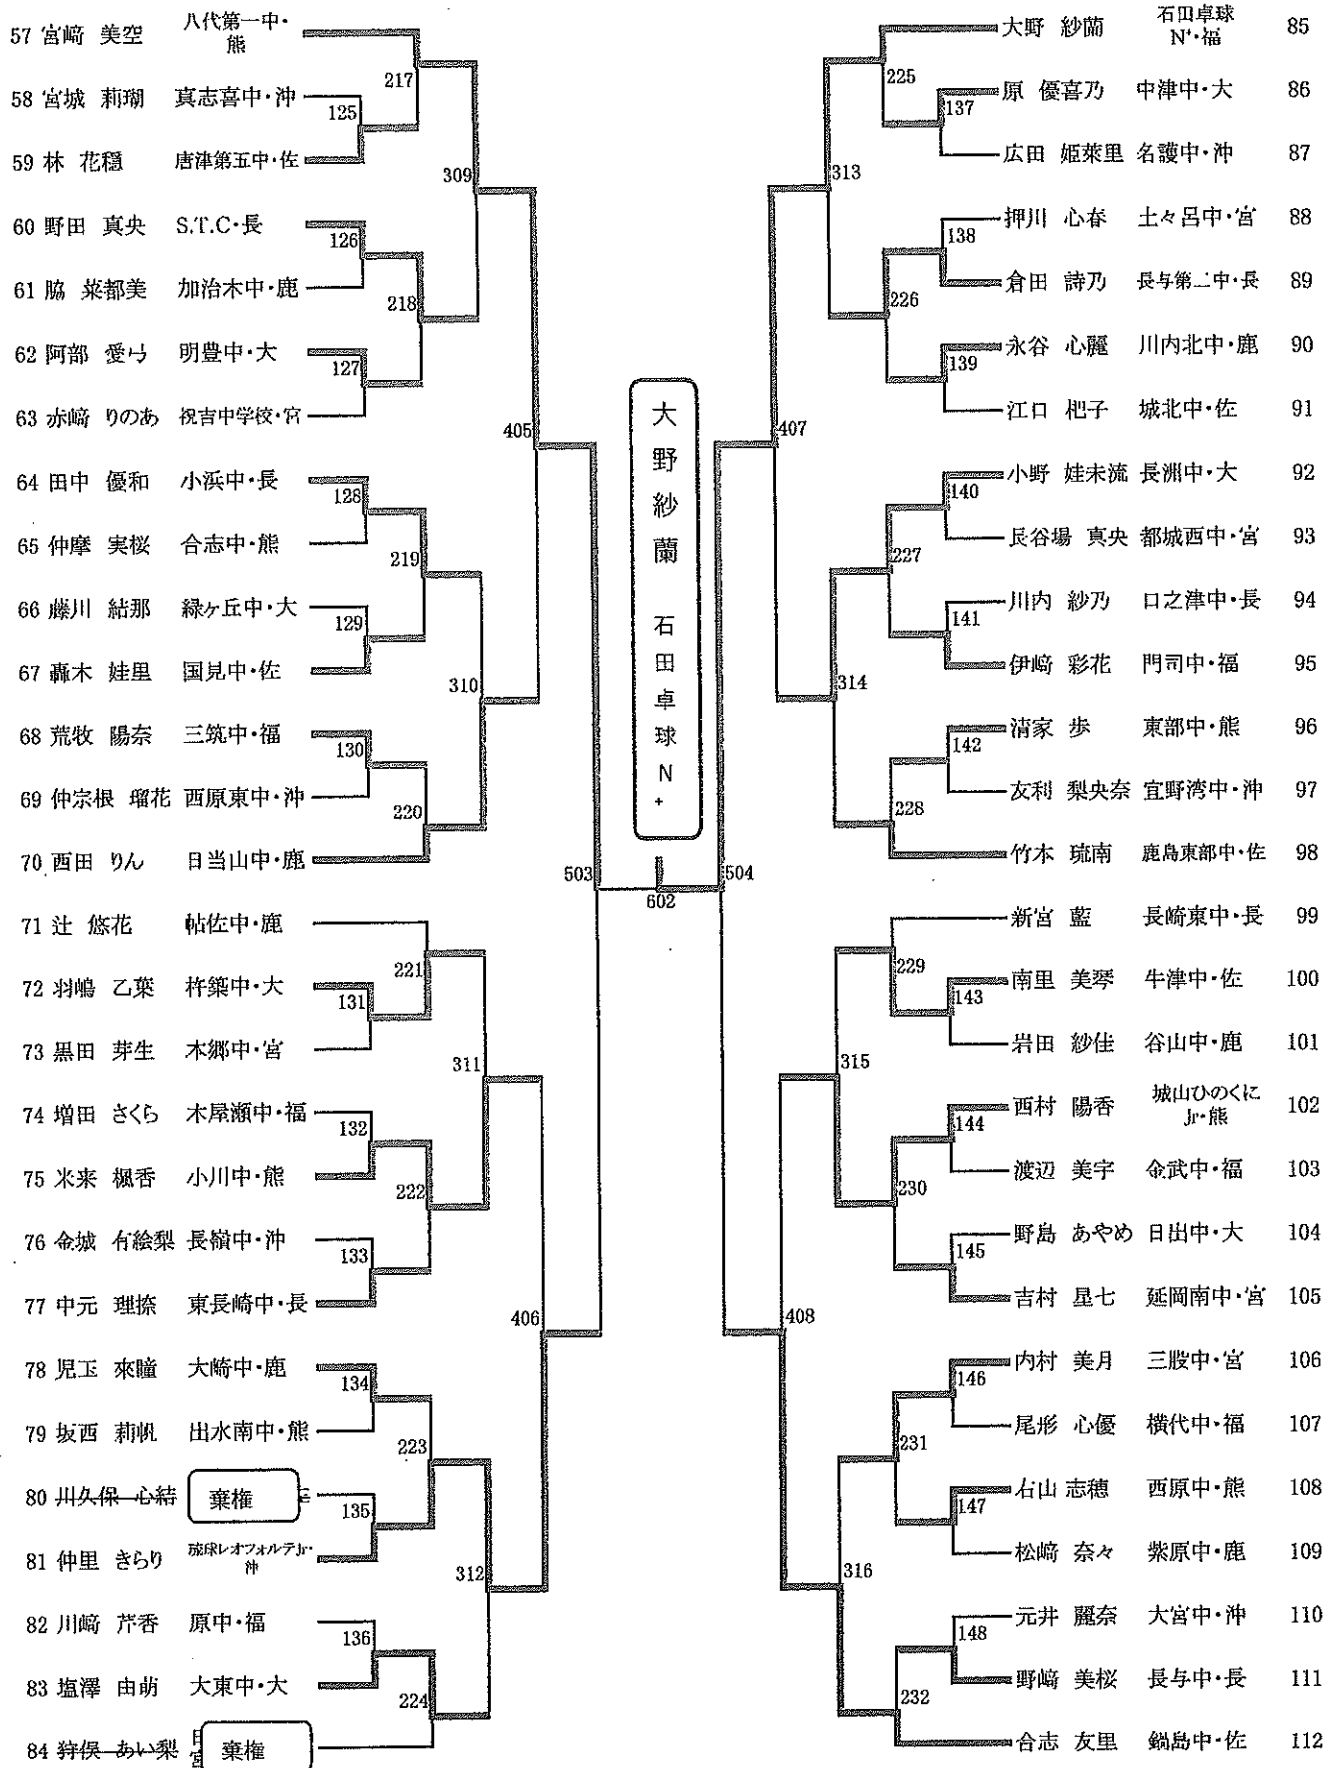 57 宮﨑 美空 八代第一中・熊
58 宮城 莉瑚 真志喜中・沖
59 林 花穏 唐津第五中・佐
60 野田 真央 S.T.C・長
61 脇 菜都美 加治木中・鹿
62 阿部 愛弓 明豊中・大
63 赤﨑 りのあ 祝吉中学校・宮
64 田中 優和 小浜中・長
65 仲摩 実桜 合志中・熊
66 藤川 結那 緑ヶ丘中・大
67 轟木 娃里 国見中・佐
68 荒牧 陽奈 三筑中・福
69 仲宗根 瑠花 西原東中・沖
70 西田 りん 日当山中・鹿
71 辻 悠花 帖佐中・鹿
72 羽嶋 乙葉 杵築中・大
73 黒田 芽生 本郷中・宮
74 増田 さくら 木屋瀬中・福
75 米来 楓香 小川中・熊
76 金城 有絵梨 長嶺中・沖
77 中元 理捺 東長崎中・長
78 児玉 來瞳 大崎中・鹿
79 坂西 莉帆 出水南中・熊
80 川久保 心結 棄権
81 仲里 きらり 琉球レオフォルテJr・沖
82 川﨑 芹香 原中・福
83 塩澤 由萌 大東中・大
84 狩俣 あい梨 棄権
217
125
309
126
218
127
405
128
219
129
310
130
220
503
221
131
311
132
222
133
406
134
223
135
312
136
224
大野紗蘭 石田卓球N+
602
504
225
137
313
138
226
139
407
140
227
141
314
142
228
229
143
315
144
230
145
408
146
231
147
316
148
232
大野 紗蘭 石田卓球N+・福 85
原 優喜乃 中津中・大 86
広田 姫莱里 名護中・沖 87
押川 心春 土々呂中・宮 88
倉田 詩乃 長与第二中・長 89
永谷 心麗 川内北中・鹿 90
江口 杷子 城北中・佐 91
小野 娃未流 長洲中・大 92
長谷場 真央 都城西中・宮 93
川内 紗乃 口之津中・長 94
伊﨑 彩花 門司中・福 95
清家 歩 東部中・熊 96
友利 梨央奈 宜野湾中・沖 97
竹本 琉南 鹿島東部中・佐 98
新宮 藍 長崎東中・長 99
南里 美琴 牛津中・佐 100
岩田 紗佳 谷山中・鹿 101
西村 陽香 城山ひのくにJr・熊 102
渡辺 美宇 金武中・福 103
野島 あやめ 日出中・大 104
吉村 星七 延岡南中・宮 105
内村 美月 三股中・宮 106
尾形 心優 横代中・福 107
右山 志穂 西原中・熊 108
松﨑 奈々 紫原中・鹿 109
元井 麗奈 大宮中・沖 110
野﨑 美桜 長与中・長 111
合志 友里 鍋島中・佐 112